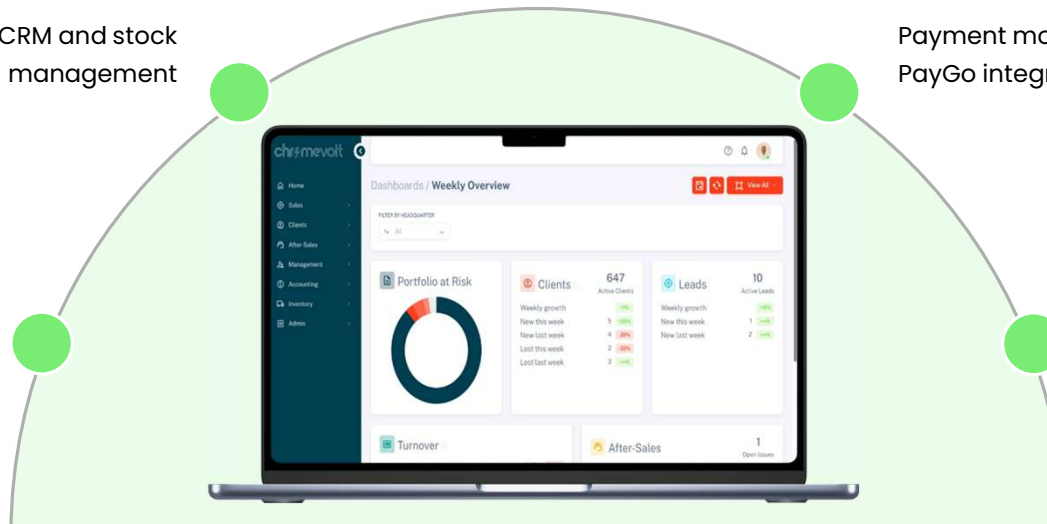 CRM and stock
management
Payment mo
PayGo integr
chromevolt
Home
Sales
Clients
After-Sales
Management
Accounting
Inventory
Admin
Dashboards / Weekly Overview
View All
FILTER BY HEADQUARTER
All
Portfolio at Risk
Clients
647
Active Clients
Weekly growth
New this week 5
New last week 4
Lost this week 2
Lost last week 3
Leads
10
Active Leads
Weekly growth
New this week 1
New last week 2
Turnover
After-Sales
1
Open Issues